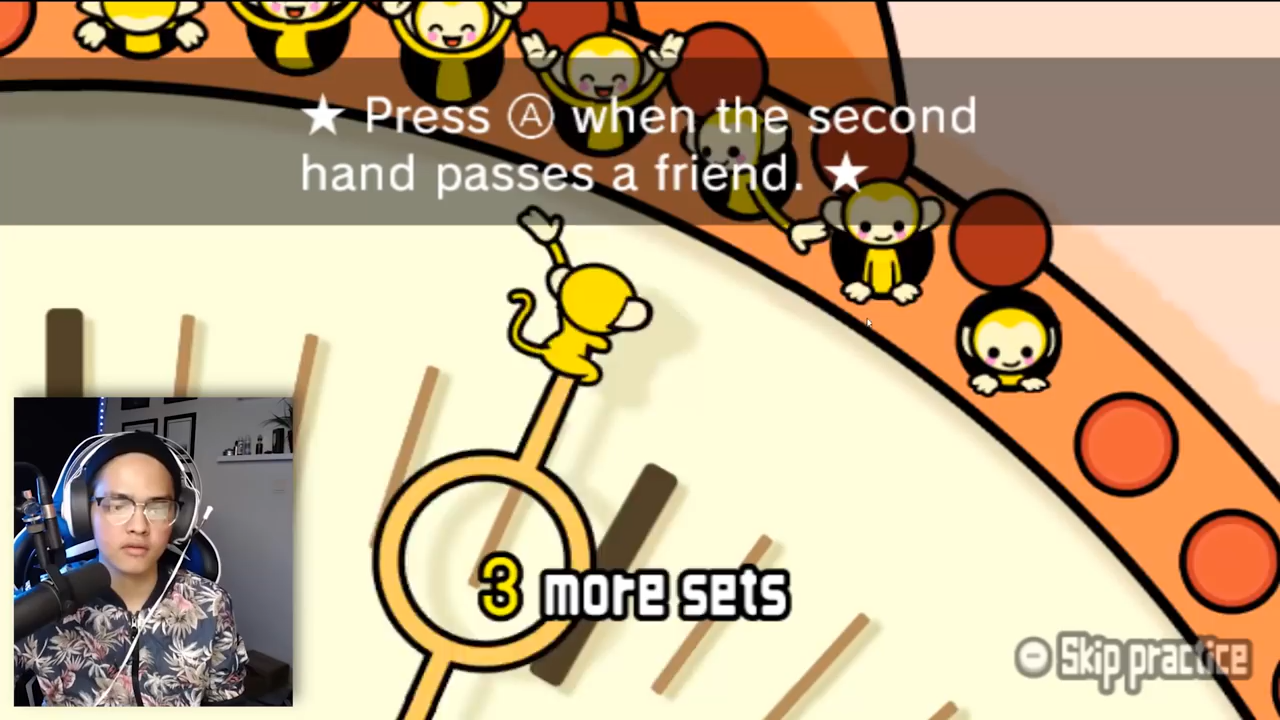 ★ Press Ⓐ when the second
hand passes a friend. ★
3 more sets
⊖ Skip practice